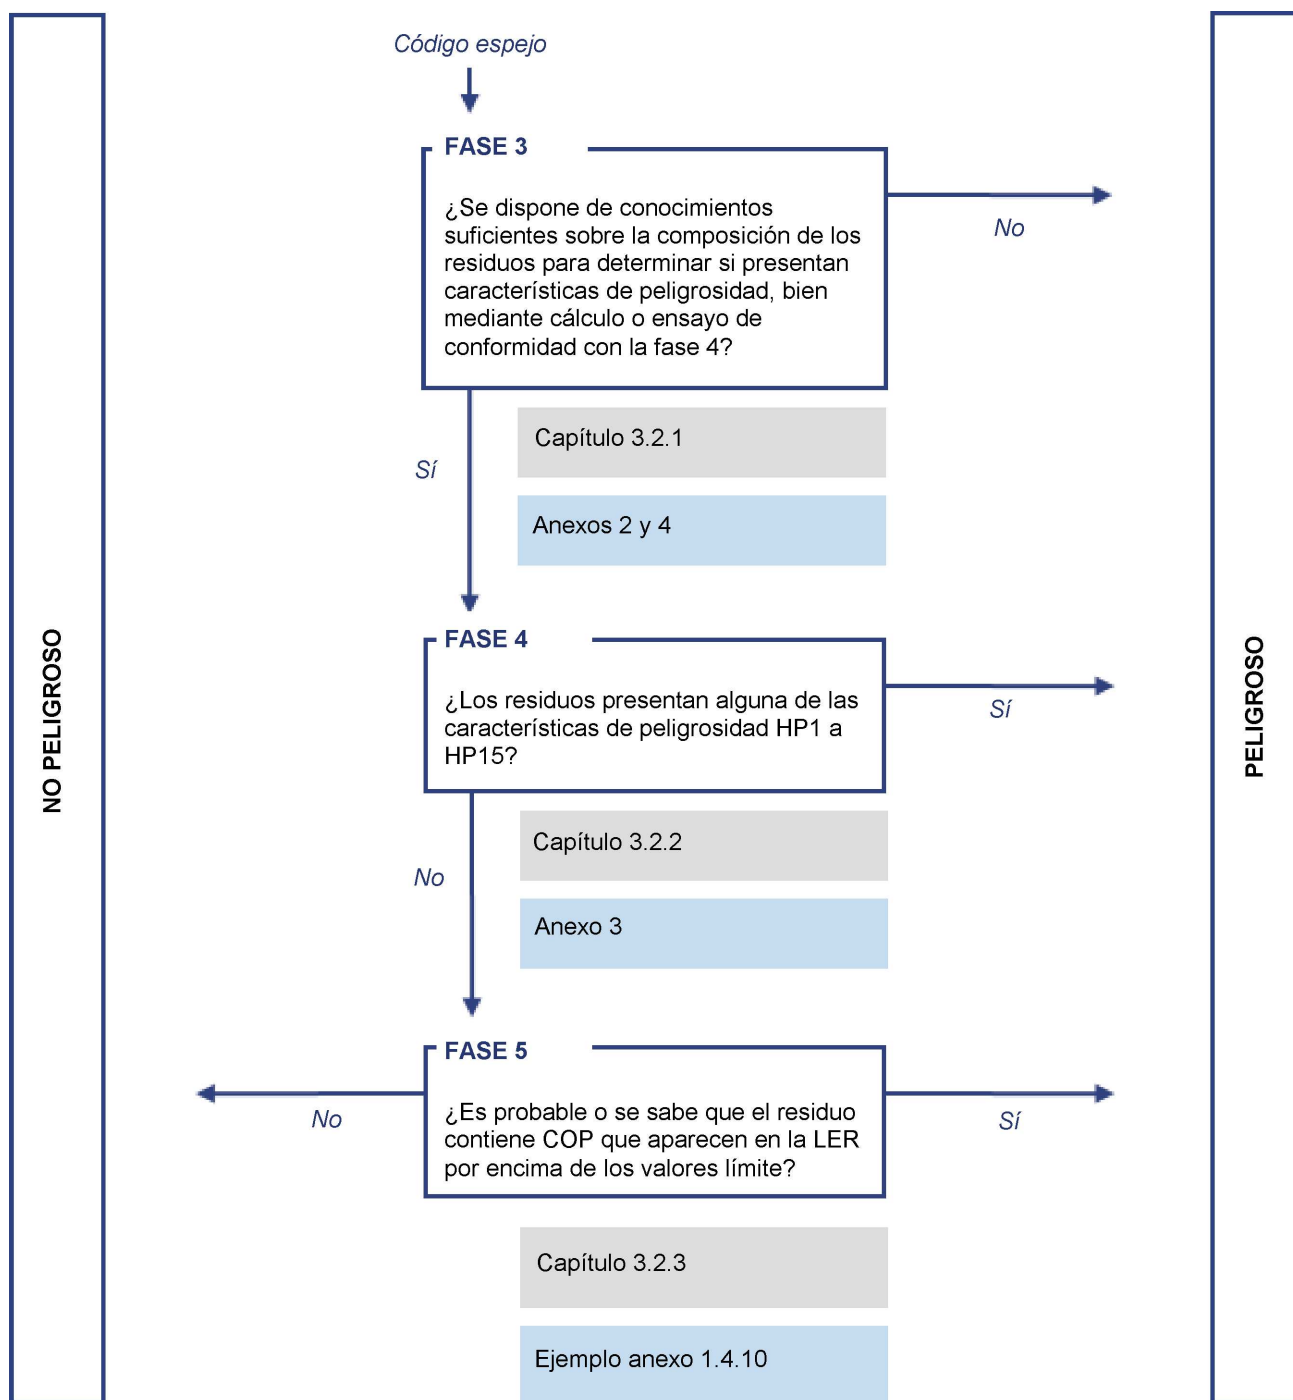 Código espejo
FASE 3
¿Se dispone de conocimientos
suficientes sobre la composición de los
residuos para determinar si presentan
características de peligrosidad, bien
mediante cálculo o ensayo de
conformidad con la fase 4?
No
Capítulo 3.2.1
Sí
Anexos 2 y 4
NO PELIGROSO
PELIGROSO
FASE 4
¿Los residuos presentan alguna de las
características de peligrosidad HP1 a
HP15?
Sí
Capítulo 3.2.2
No
Anexo 3
FASE 5
¿Es probable o se sabe que el residuo
contiene COP que aparecen en la LER
por encima de los valores límite?
No
Sí
Capítulo 3.2.3
Ejemplo anexo 1.4.10